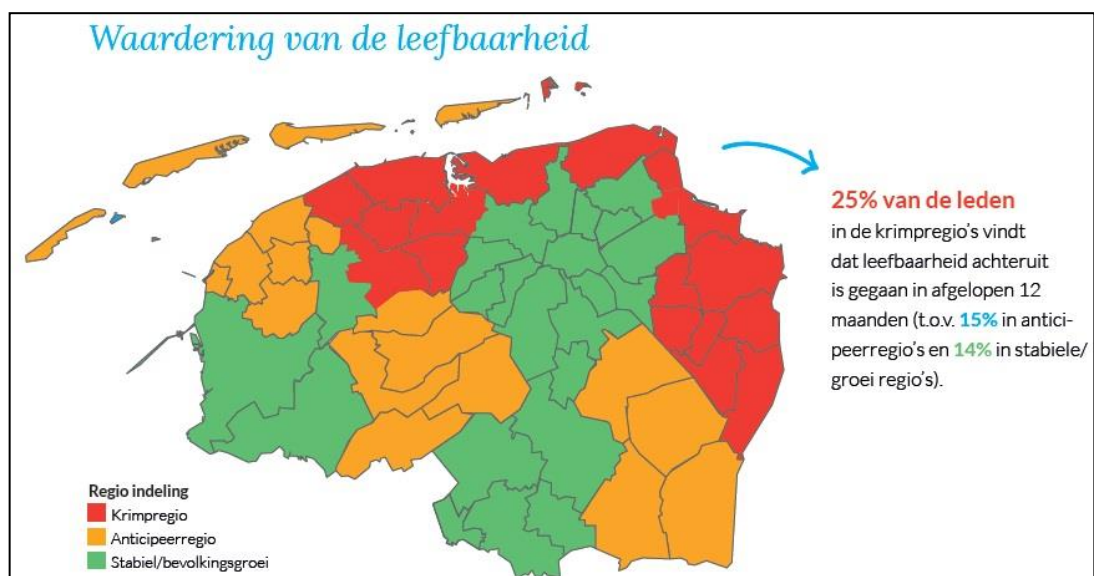 Waardering van de leefbaarheid
25% van de leden
in de krimpregio's vindt
dat leefbaarheid achteruit
is gegaan in afgelopen 12
maanden (t.o.v. 15% in antici-
peerregio's en 14% in stabiele/
groei regio's).
Regio indeling
Krimpregio
Anticipeerregio
Stabiel/bevolkingsgroei